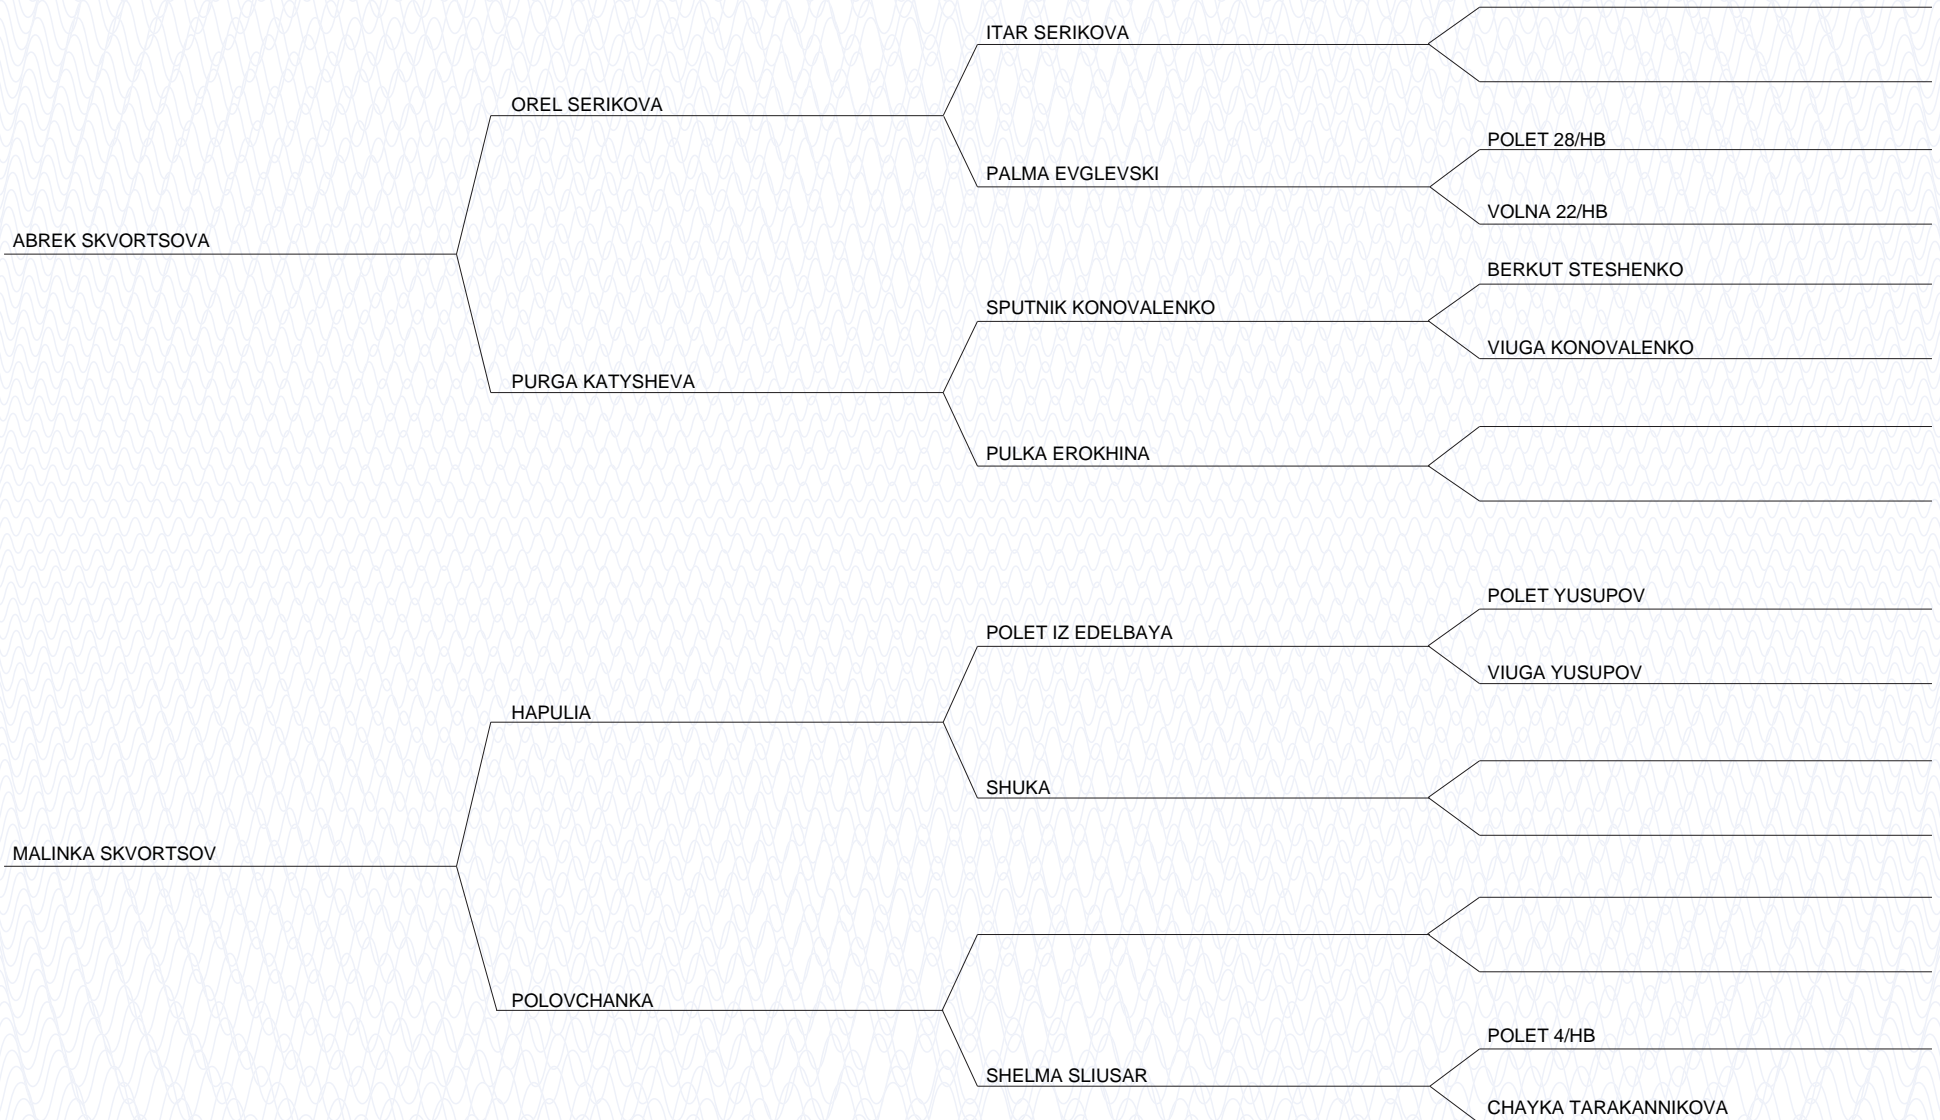 ITAR SERIKOVA
OREL SERIKOVA
POLET 28/HB
PALMA EVGLEVSKI
VOLNA 22/HB
ABREK SKVORTSOVA
BERKUT STESHENKO
SPUTNIK KONOVALENKO
VIUGA KONOVALENKO
PURGA KATYSHEVA
PULKA EROKHINA
POLET YUSUPOV
POLET IZ EDELBAYA
VIUGA YUSUPOV
HAPULIA
SHUKA
MALINKA SKVORTSOV
POLOVCHANKA
POLET 4/HB
SHELMA SLIUSAR
CHAYKA TARAKANNIKOVA